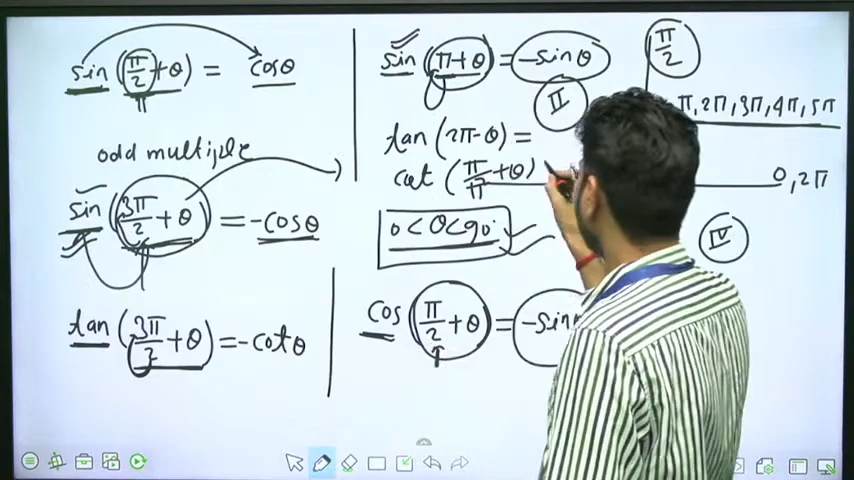 sin (π/2 + θ) = cosθ
π
odd multiple
sin (3π/2 + θ) = -cosθ
tan (3π/2 + θ) = -cotθ
sin (π+θ) = -sinθ
tan (2π-θ) =
cot (π/2 + θ)
π
0 < θ < 90°
cos (π/2 + θ) = -sin
π/2
π, 2π, 3π, 4π, 5π
0, 2π
IV